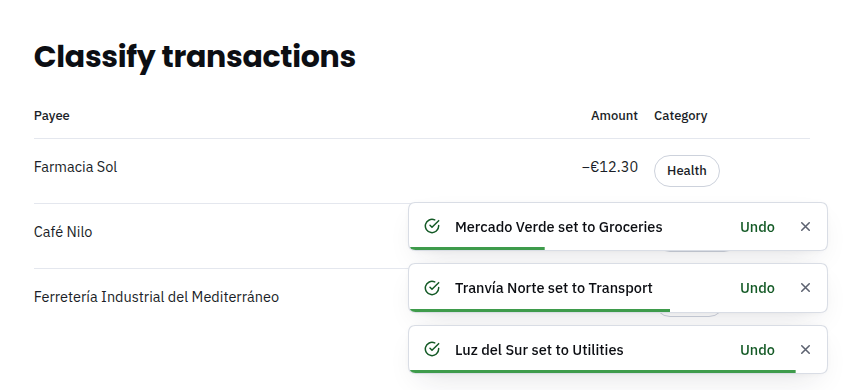 Classify transactions
Payee Amount Category
Farmacia Sol −€12.30 Health
Café Nilo
Mercado Verde set to Groceries Undo
Tranvía Norte set to Transport Undo
Ferretería Industrial del Mediterráneo
Luz del Sur set to Utilities Undo